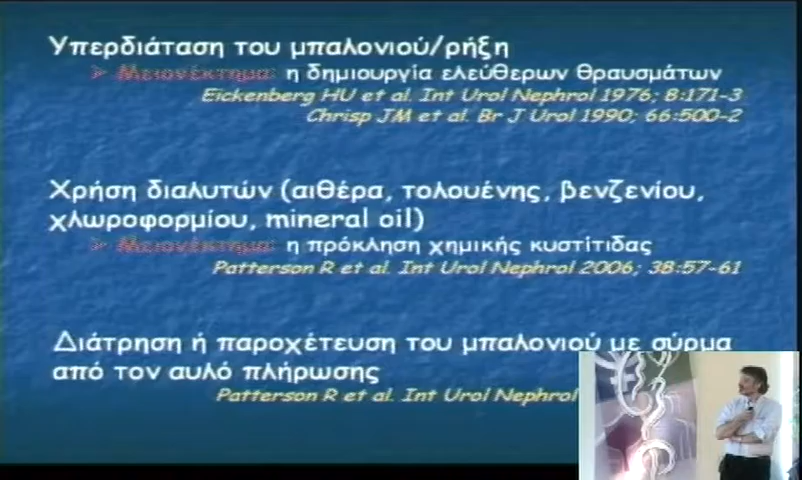 Υπερδιάταση του μπαλονιού/ρήξη
➢ Μειονέκτημα: η δημιουργία ελεύθερων θραυσμάτων
Eickenberg HU et al. Int Urol Nephrol 1976; 8:171-3
Chrisp JM et al. Br J Urol 1990; 66:500-2
Χρήση διαλυτών (αιθέρα, τολουένης, βενζενίου,
χλωροφορμίου, mineral oil)
➢ Μειονέκτημα: η πρόκληση χημικής κυστίτιδας
Patterson R et al. Int Urol Nephrol 2006; 38:57-61
Διάτρηση ή παροχέτευση του μπαλονιού με σύρμα
από τον αυλό πλήρωσης
Patterson R et al. Int Urol Nephrol